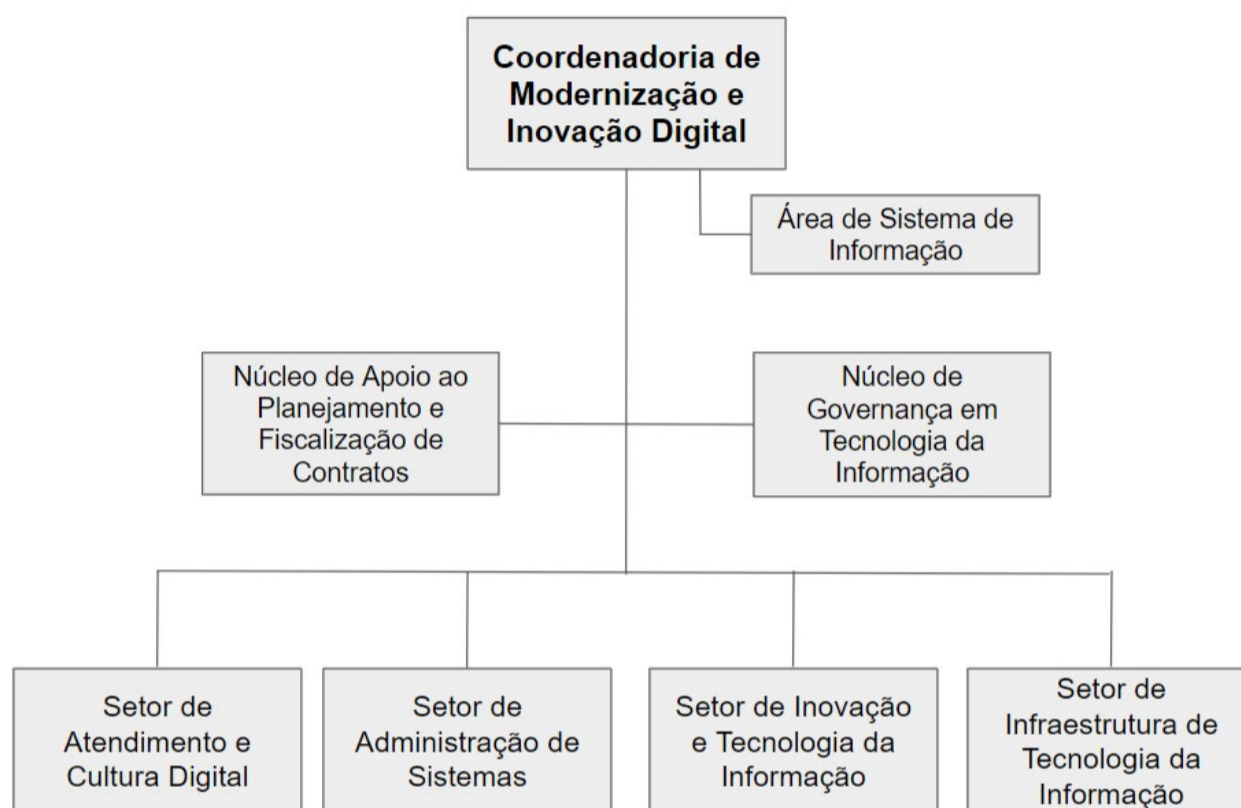 Coordenadoria de
Modernização e
Inovação Digital
Área de Sistema de
Informação
Núcleo de Apoio ao
Planejamento e
Fiscalização de
Contratos
Núcleo de
Governança em
Tecnologia da
Informação
Setor de
Atendimento e
Cultura Digital
Setor de
Administração de
Sistemas
Setor de Inovação
e Tecnologia da
Informação
Setor de
Infraestrutura de
Tecnologia da
Informação